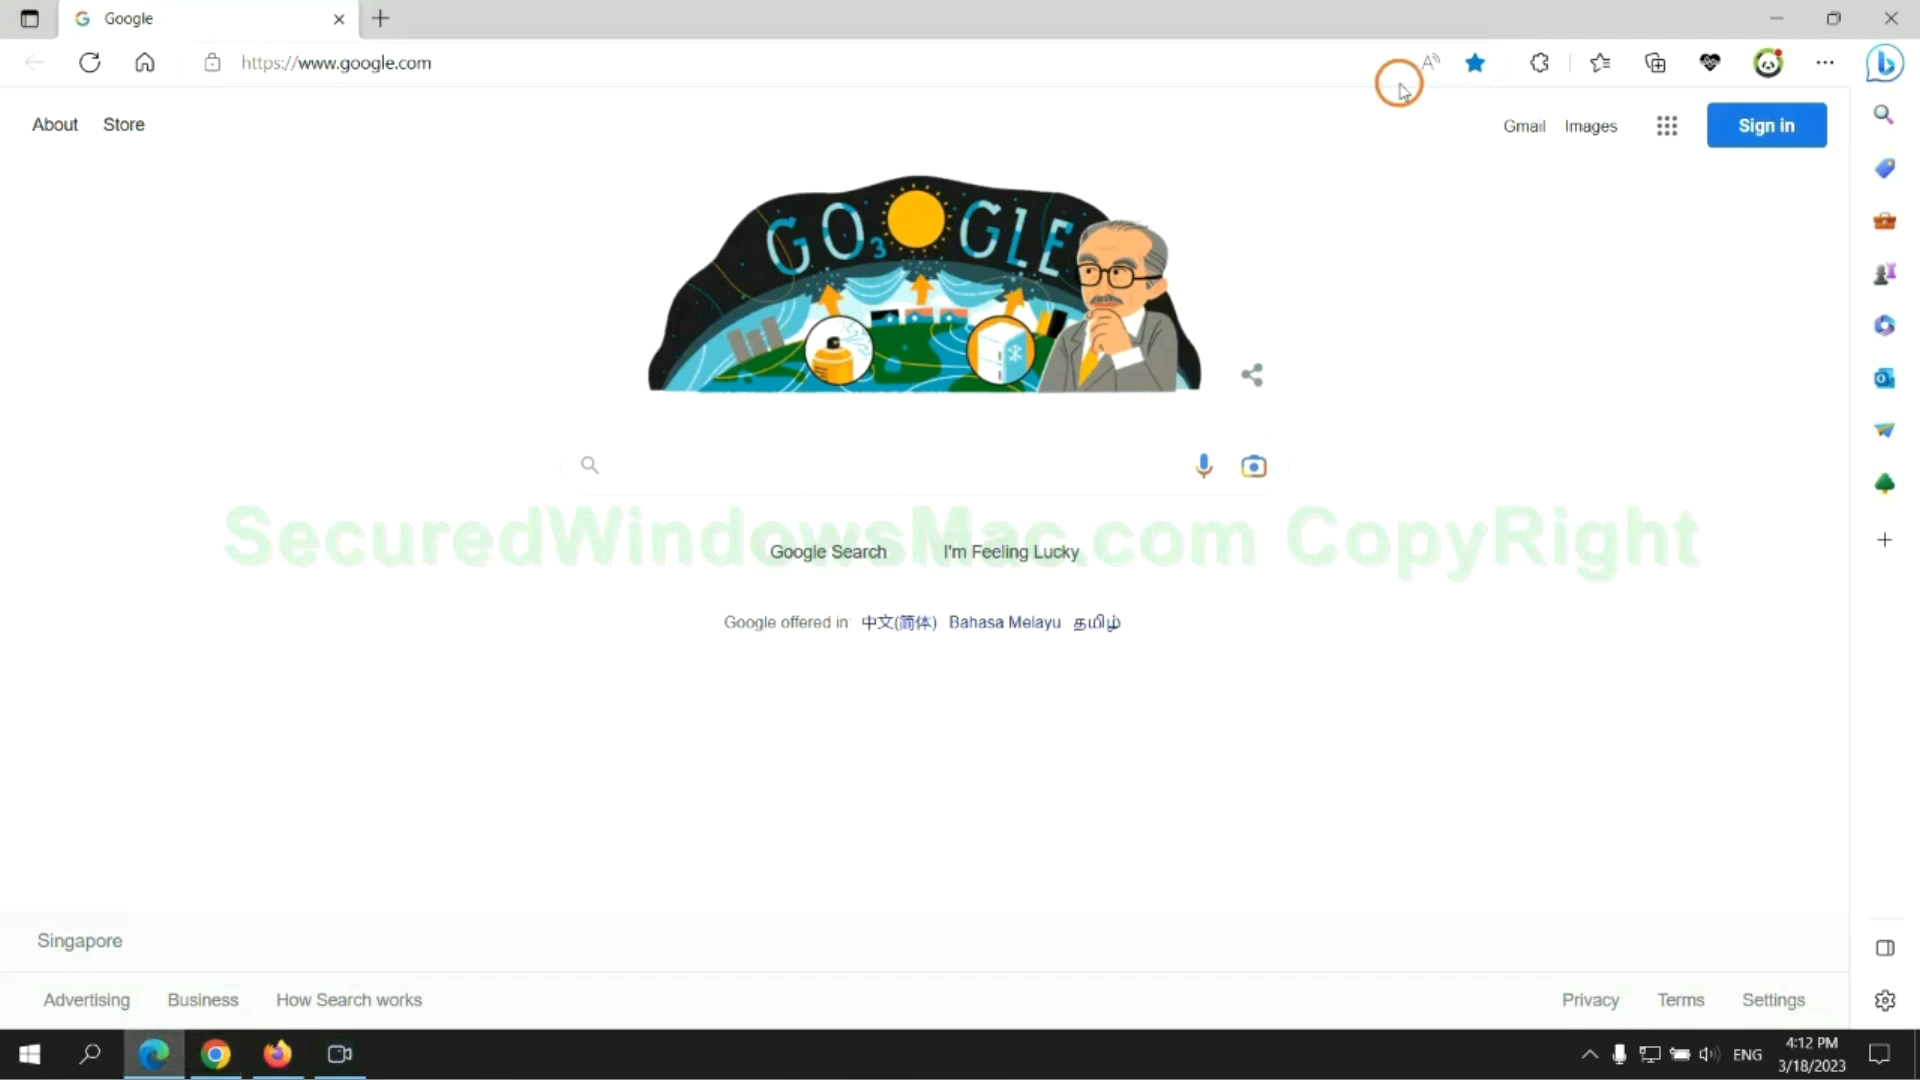 Google
https://www.google.com
About Store
Gmail Images Sign in
GO3GLE
SecuredWindowsMac.com CopyRight
Google Search I'm Feeling Lucky
Google offered in: 中文(简体) Bahasa Melayu தமிழ்
Singapore
Advertising Business How Search works
Privacy Terms Settings
ENG
4:12 PM
3/18/2023